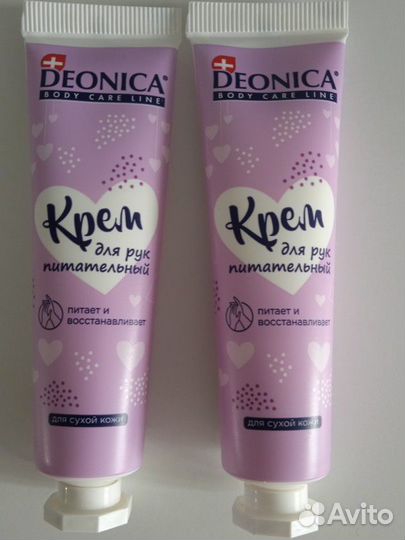 DEONICA®
BODY CARE LINE
Крем
для рук
питательный
питает и
восстанавливает
для сухой кожи
DEONICA®
BODY CARE LINE
Крем
для рук
питательный
питает и
восстанавливает
для сухой кожи
Avito